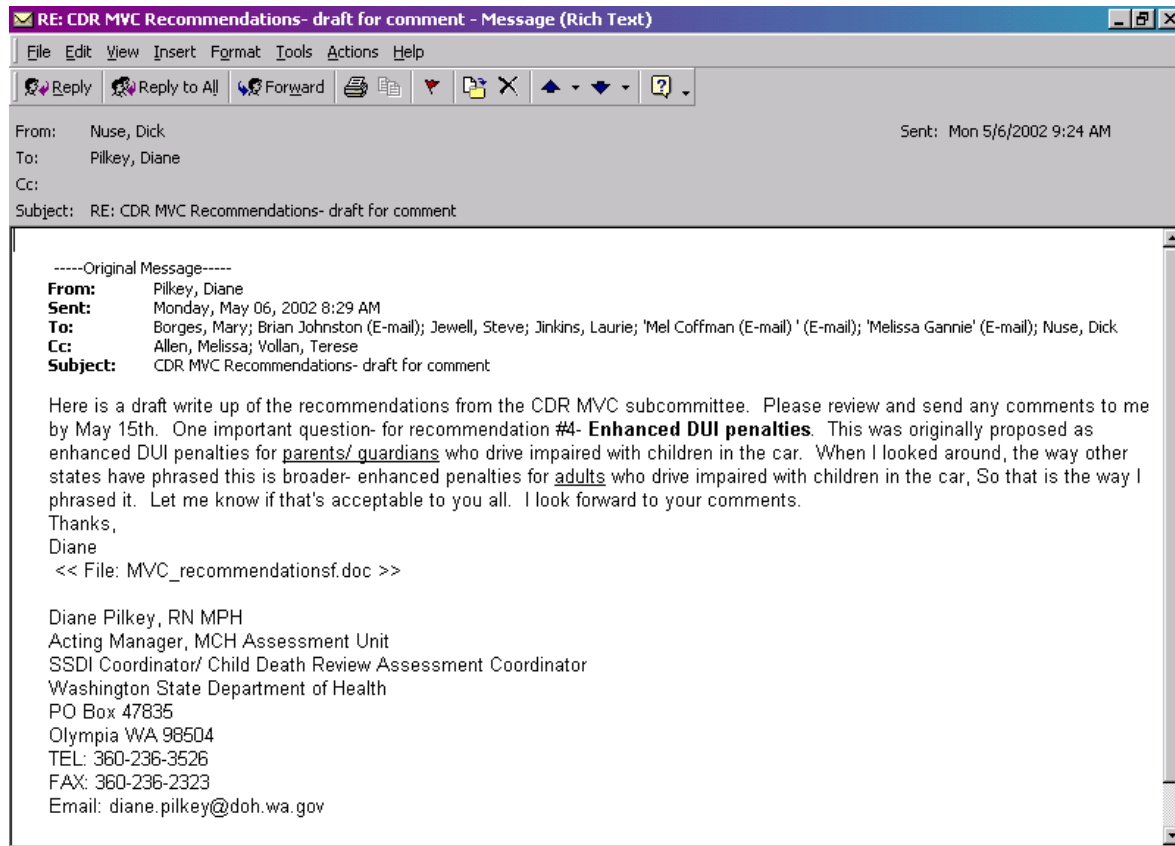 RE: CDR MVC Recommendations- draft for comment - Message (Rich Text)
File Edit View Insert Format Tools Actions Help
Reply Reply to All Forward
From: Nuse, Dick Sent: Mon 5/6/2002 9:24 AM
To: Pilkey, Diane
Cc:
Subject: RE: CDR MVC Recommendations- draft for comment
-----Original Message-----
From: Pilkey, Diane
Sent: Monday, May 06, 2002 8:29 AM
To: Borges, Mary; Brian Johnston (E-mail); Jewell, Steve; Jinkins, Laurie; 'Mel Coffman (E-mail) ' (E-mail); 'Melissa Gannie' (E-mail); Nuse, Dick
Cc: Allen, Melissa; Vollan, Terese
Subject: CDR MVC Recommendations- draft for comment
Here is a draft write up of the recommendations from the CDR MVC subcommittee. Please review and send any comments to me
by May 15th. One important question- for recommendation #4- Enhanced DUI penalties. This was originally proposed as
enhanced DUI penalties for parents/ guardians who drive impaired with children in the car. When I looked around, the way other
states have phrased this is broader- enhanced penalties for adults who drive impaired with children in the car, So that is the way I
phrased it. Let me know if that's acceptable to you all. I look forward to your comments.
Thanks,
Diane
<< File: MVC_recommendationsf.doc >>
Diane Pilkey, RN MPH
Acting Manager, MCH Assessment Unit
SSDI Coordinator/ Child Death Review Assessment Coordinator
Washington State Department of Health
PO Box 47835
Olympia WA 98504
TEL: 360-236-3526
FAX: 360-236-2323
Email: diane.pilkey@doh.wa.gov